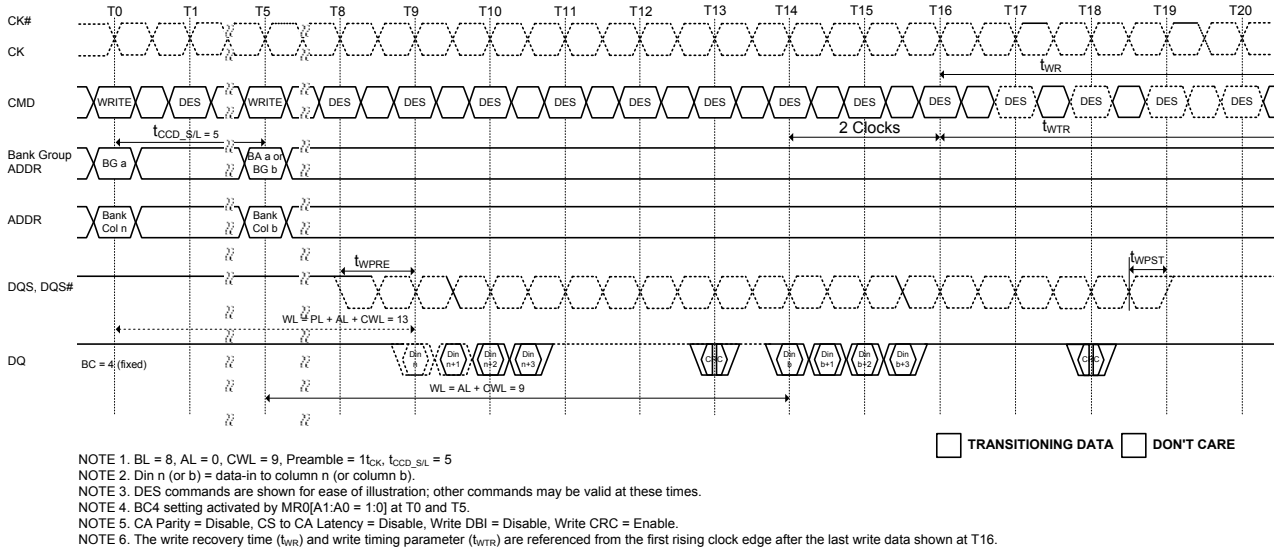 T0 T1 T5 T8 T9 T10 T11 T12 T13 T14 T15 T16 T17 T18 T19 T20
CK#
CK
tWR
CMD WRITE DES WRITE DES DES DES DES DES DES DES DES DES DES DES DES DES
tCCD_S/L = 5 2 Clocks tWTR
Bank Group
ADDR
BG a
BA a or
BG b
ADDR
Bank
Col n
Bank
Col b
tWPRE tWPST
DQS, DQS#
WL = PL + AL + CWL = 13
DQ BC = 4 (fixed)
Din
n
Din
n+1
Din
n+2
Din
n+3
CRC
Din
b
Din
b+1
Din
b+2
Din
b+3
CRC
WL = AL + CWL = 9
TRANSITIONING DATA DON'T CARE
NOTE 1. BL = 8, AL = 0, CWL = 9, Preamble = 1tCK, tCCD_S/L = 5
NOTE 2. Din n (or b) = data-in to column n (or column b).
NOTE 3. DES commands are shown for ease of illustration; other commands may be valid at these times.
NOTE 4. BC4 setting activated by MR0[A1:A0 = 1:0] at T0 and T5.
NOTE 5. CA Parity = Disable, CS to CA Latency = Disable, Write DBI = Disable, Write CRC = Enable.
NOTE 6. The write recovery time (tWR) and write timing parameter (tWTR) are referenced from the first rising clock edge after the last write data shown at T16.